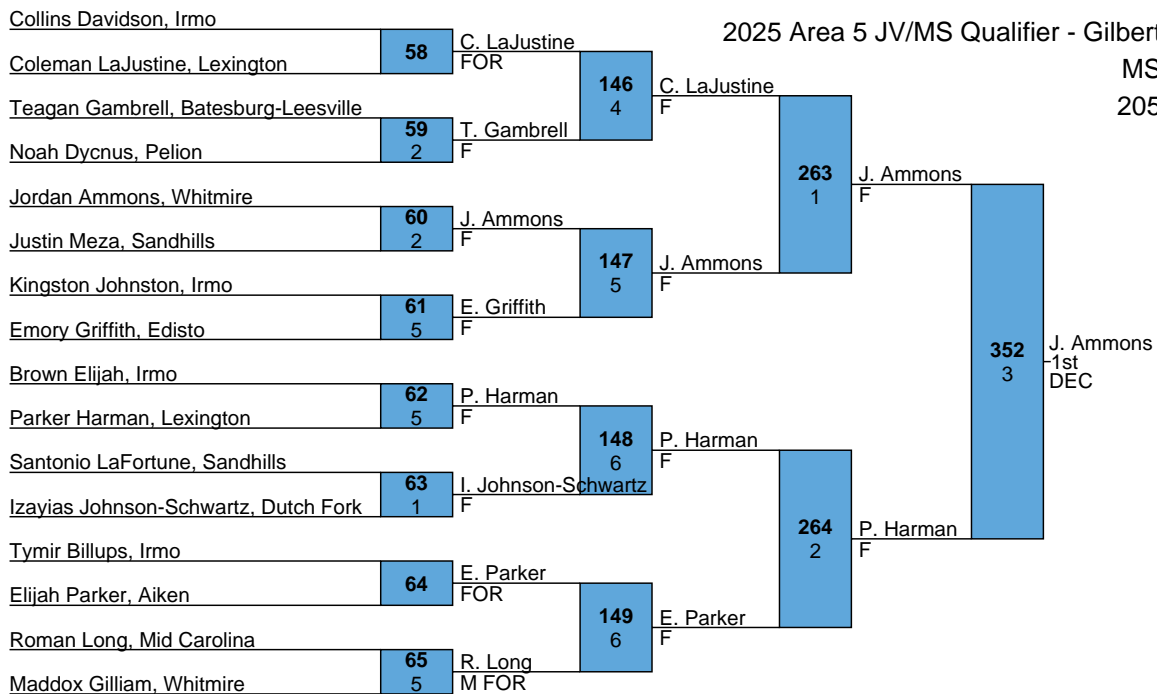 2025 Area 5 JV/MS Qualifier - Gilbert
MS
205
Collins Davidson, Irmo
58
Coleman LaJustine, Lexington
C. LaJustine
FOR
Teagan Gambrell, Batesburg-Leesville
59
2
Noah Dycnus, Pelion
T. Gambrell
F
Jordan Ammons, Whitmire
60
2
Justin Meza, Sandhills
J. Ammons
F
Kingston Johnston, Irmo
61
5
Emory Griffith, Edisto
E. Griffith
F
Brown Elijah, Irmo
62
5
Parker Harman, Lexington
P. Harman
F
Santonio LaFortune, Sandhills
63
1
Izayias Johnson-Schwartz, Dutch Fork
I. Johnson-Schwartz
F
Tymir Billups, Irmo
64
Elijah Parker, Aiken
E. Parker
FOR
Roman Long, Mid Carolina
65
5
Maddox Gilliam, Whitmire
R. Long
M FOR
146
4
C. LaJustine
F
147
5
J. Ammons
F
148
6
P. Harman
F
149
6
E. Parker
F
263
1
J. Ammons
F
264
2
P. Harman
F
352
3
J. Ammons
1st
DEC